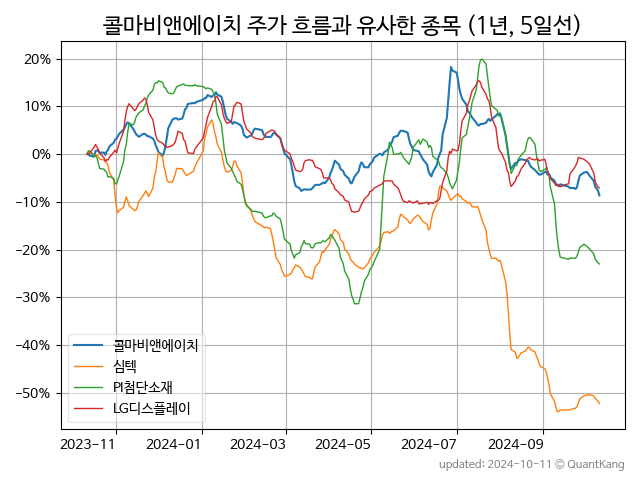 콜마비앤에이치 주가 흐름과 유사한 종목 (1년, 5일선)
20%
10%
0%
-10%
-20%
-30%
-40%
-50%
콜마비앤에이치
심텍
PI첨단소재
LG디스플레이
2023-11
2024-01
2024-03
2024-05
2024-07
2024-09
updated: 2024-10-11 © QuantKang